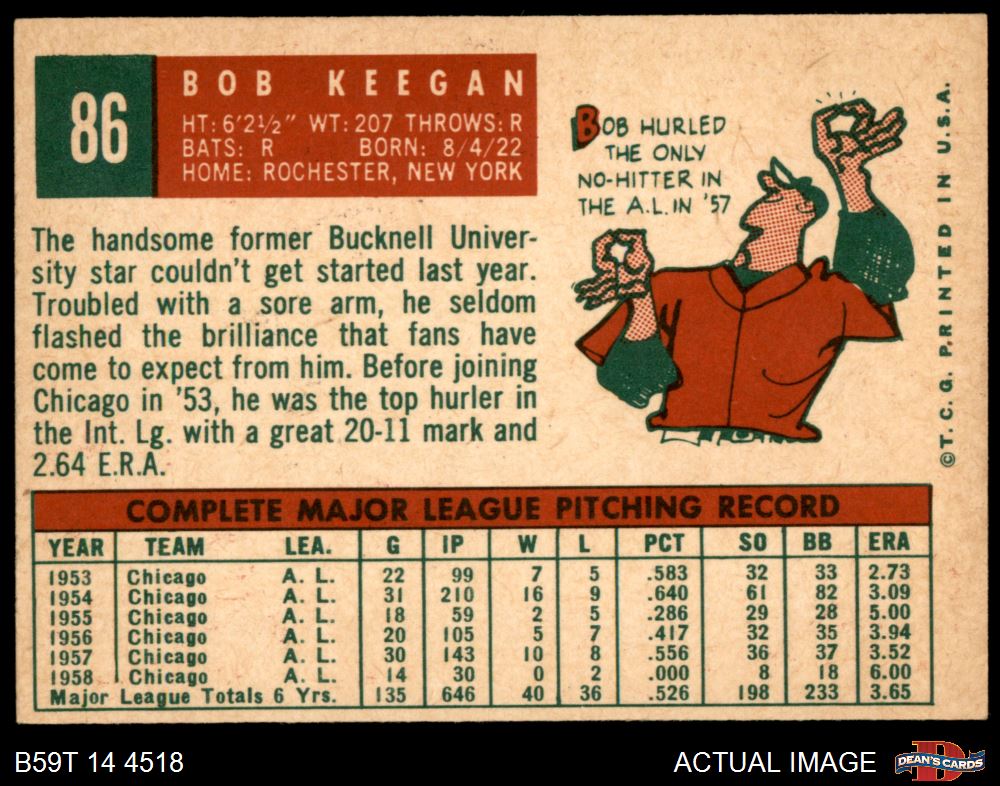 86
BOB KEEGAN
HT: 6'2½" WT: 207 THROWS: R
BATS: R BORN: 8/4/22
HOME: ROCHESTER, NEW YORK
BOB HURLED
THE ONLY
NO-HITTER IN
THE A.L. IN '57
The handsome former Bucknell Univer-
sity star couldn't get started last year.
Troubled with a sore arm, he seldom
flashed the brilliance that fans have
come to expect from him. Before joining
Chicago in '53, he was the top hurler in
the Int. Lg. with a great 20-11 mark and
2.64 E.R.A.
©T.C.G. PRINTED IN U.S.A.
COMPLETE MAJOR LEAGUE PITCHING RECORD
YEAR TEAM LEA. G IP W L PCT SO BB ERA
1953 Chicago A. L. 22 99 7 5 .583 32 33 2.73
1954 Chicago A. L. 31 210 16 9 .640 61 82 3.09
1955 Chicago A. L. 18 59 2 5 .286 29 28 5.00
1956 Chicago A. L. 20 105 5 7 .417 32 35 3.94
1957 Chicago A. L. 30 143 10 8 .556 36 37 3.52
1958 Chicago A. L. 14 30 0 2 .000 8 18 6.00
Major League Totals 6 Yrs. 135 646 40 36 .526 198 233 3.65
B59T 14 4518
ACTUAL IMAGE
DEAN'S CARDS